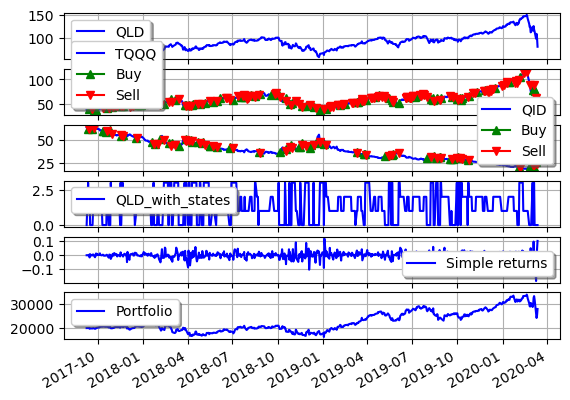 150
100
QLD
100
50
TQQQ
Buy
Sell
50
25
QID
Buy
Sell
2.5
0.0
QLD_with_states
0.1
0.0
−0.1
Simple returns
30000
20000
Portfolio
2017-10
2018-01
2018-04
2018-07
2018-10
2019-01
2019-04
2019-07
2019-10
2020-01
2020-04